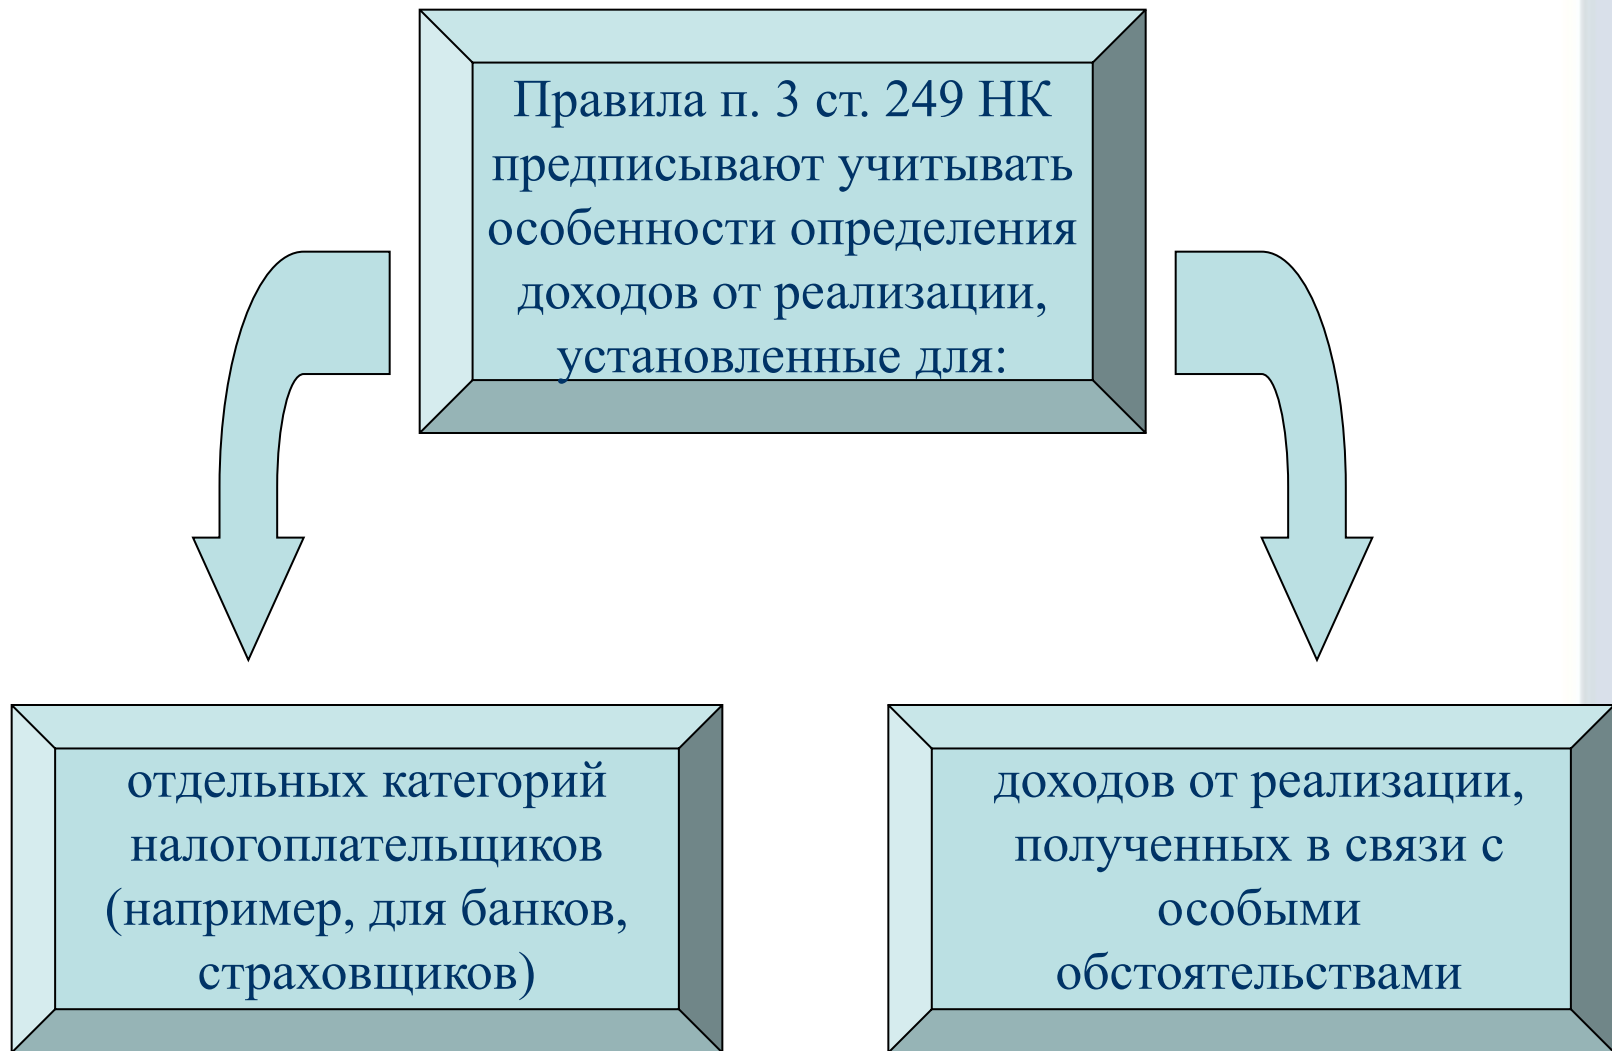 Правила п. 3 ст. 249 НК
предписывают учитывать
особенности определения
доходов от реализации,
установленные для:
отдельных категорий
налогоплательщиков
(например, для банков,
страховщиков)
доходов от реализации,
полученных в связи с
особыми
обстоятельствами